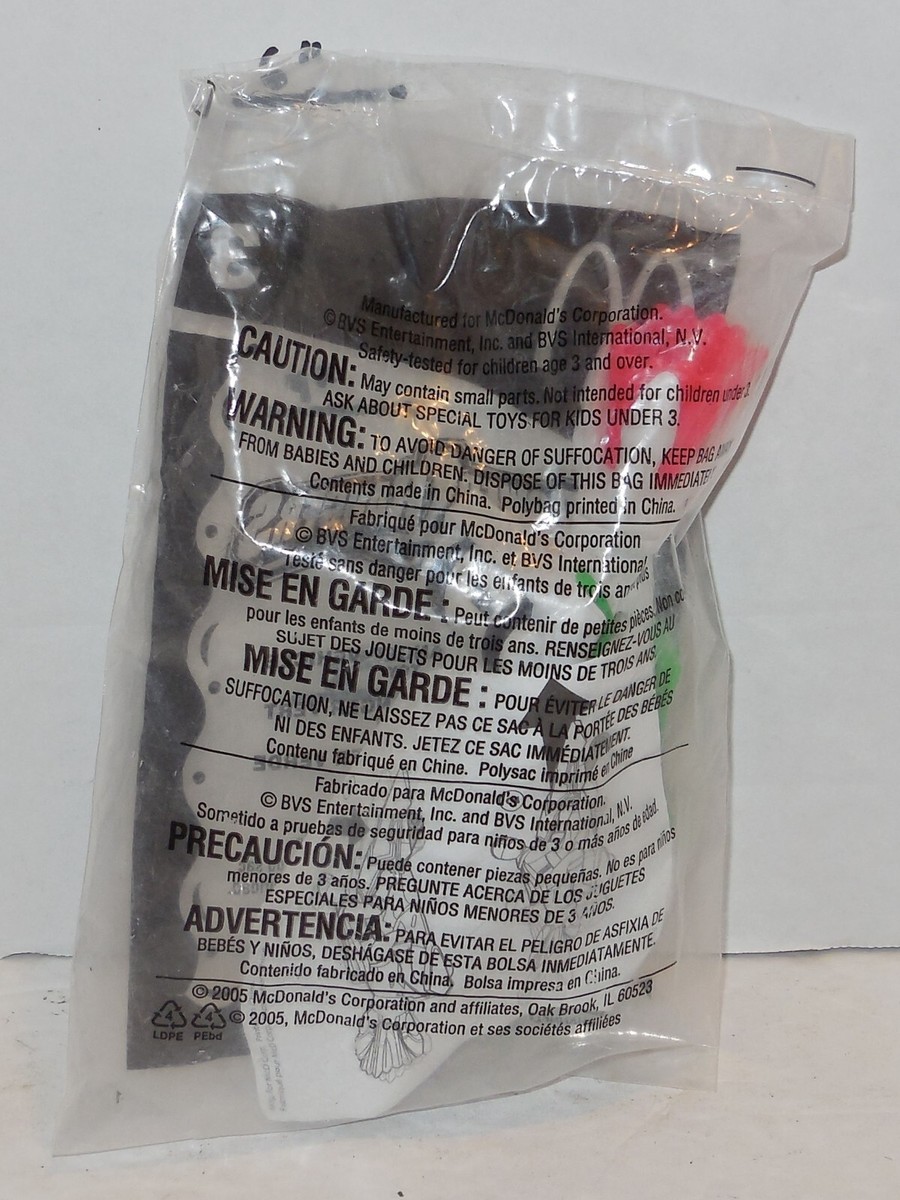 3
Manufactured for McDonald's Corporation.
© BVS Entertainment, Inc. and BVS International, N.V.
Safety-tested for children age 3 and over.
CAUTION: May contain small parts. Not intended for children under 3.
ASK ABOUT SPECIAL TOYS FOR KIDS UNDER 3.
WARNING: TO AVOID DANGER OF SUFFOCATION, KEEP BAG AWAY
FROM BABIES AND CHILDREN. DISPOSE OF THIS BAG IMMEDIATELY
Contents made in China. Polybag printed in China.
Fabriqué pour McDonald's Corporation
© BVS Entertainment, Inc. et BVS International,
Testé sans danger pour les enfants de trois ans plus
MISE EN GARDE : Peut contenir de petites pièces. Non
pour les enfants de moins de trois ans. RENSEIGNEZ-VOUS AU
SUJET DES JOUETS POUR LES MOINS DE TROIS ANS.
MISE EN GARDE : POUR ÉVITER LE DANGER DE
SUFFOCATION, NE LAISSEZ PAS CE SAC À LA PORTÉE DES BÉBÉS
NI DES ENFANTS. JETEZ CE SAC IMMÉDIATEMENT.
Contenu fabriqué en Chine. Polysac imprimé en Chine
Fabricado para McDonald's Corporation.
© BVS Entertainment, Inc. and BVS International, N.V.
Sometido a pruebas de seguridad para niños de 3 o más años de edad.
PRECAUCIÓN: Puede contener piezas pequeñas. No es para niños
menores de 3 años. PREGUNTE ACERCA DE LOS JUGUETES
ESPECIALES PARA NIÑOS MENORES DE 3 AÑOS.
ADVERTENCIA: PARA EVITAR EL PELIGRO DE ASFIXIA DE
BEBÉS Y NIÑOS, DESHÁGASE DE ESTA BOLSA INMEDIATAMENTE.
Contenido fabricado en China. Bolsa impresa en China.
© 2005 McDonald's Corporation and affiliates, Oak Brook, IL 60523
© 2005, McDonald's Corporation et ses sociétés affiliées
4 4
LDPE PEbd